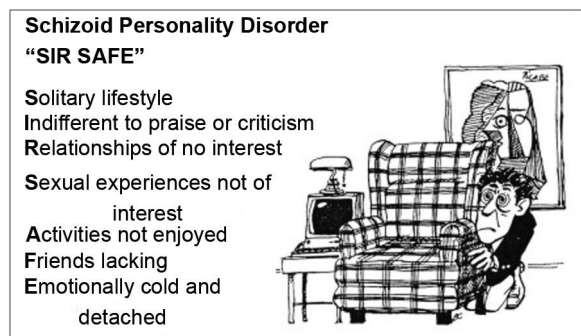 Schizoid Personality Disorder
“SIR SAFE”
Solitary lifestyle
Indifferent to praise or criticism
Relationships of no interest
Sexual experiences not of
interest
Activities not enjoyed
Friends lacking
Emotionally cold and
detached